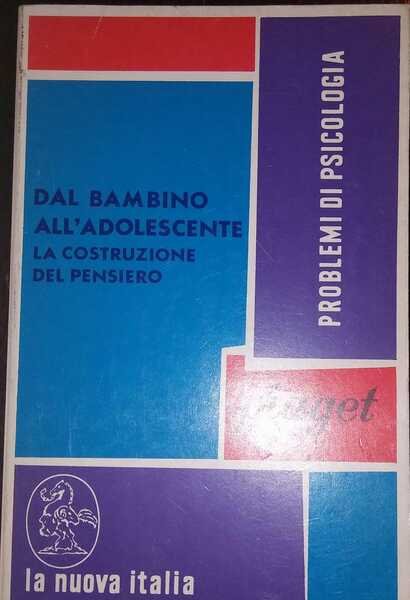 DAL BAMBINO
ALL'ADOLESCENTE
LA COSTRUZIONE
DEL PENSIERO
PROBLEMI DI PSICOLOGIA
Piaget
la nuova italia